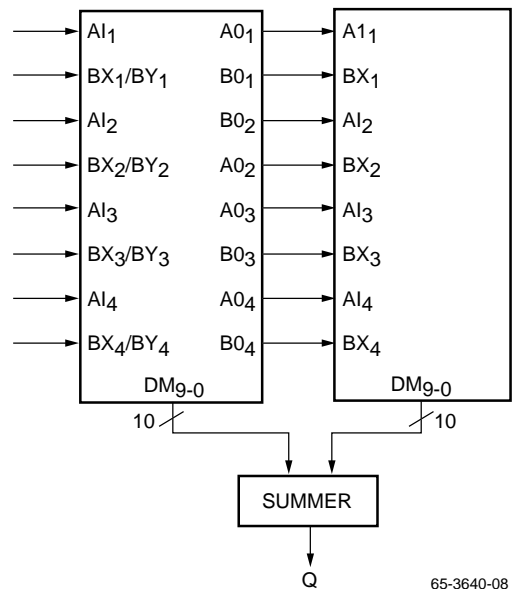 AI1 A01 A11
BX1/BY1 B01 BX1
AI2 B02 AI2
BX2/BY2 A02 BX2
AI3 A03 AI3
BX3/BY3 B03 BX3
AI4 A04 AI4
BX4/BY4 B04 BX4
DM9-0 DM9-0
10 10
SUMMER
Q
65-3640-08